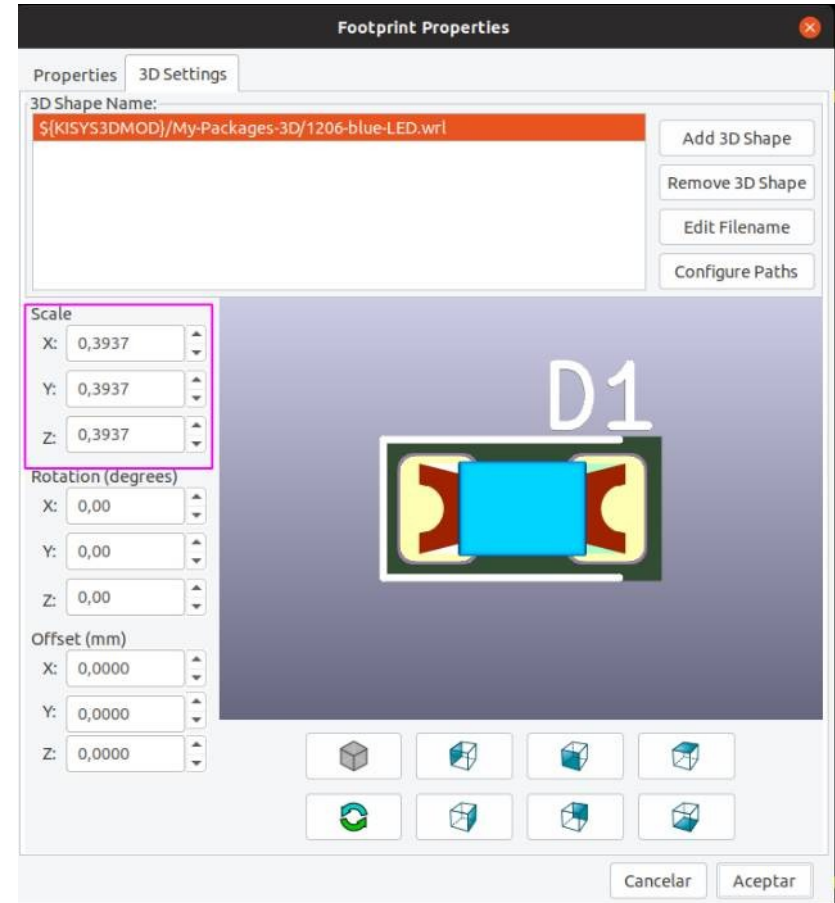 Footprint Properties
Properties 3D Settings
3D Shape Name:
${KISYS3DMOD}/My-Packages-3D/1206-blue-LED.wrl
Add 3D Shape
Remove 3D Shape
Edit Filename
Configure Paths
Scale
X: 0,3937
Y: 0,3937
Z: 0,3937
Rotation (degrees)
X: 0,00
Y: 0,00
Z: 0,00
Offset (mm)
X: 0,0000
Y: 0,0000
Z: 0,0000
D1
Cancelar Aceptar